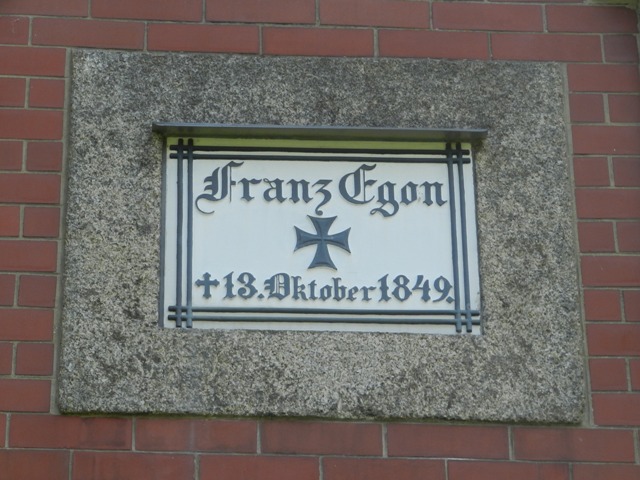 Franz Egon
† 13. Oktober 1849.